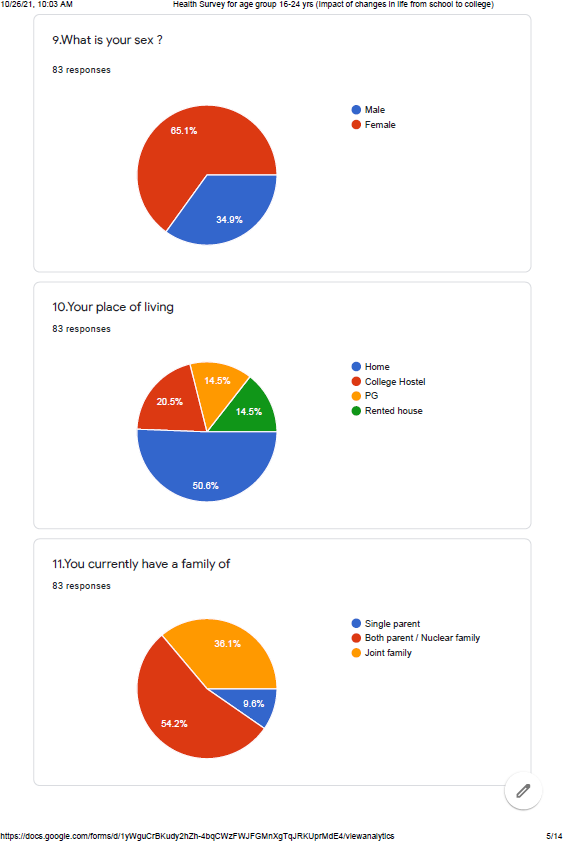 10/26/21, 10:03 AM Health Survey for age group 16-24 yrs (Impact of changes in life from school to college)
9.What is your sex ?
83 responses
Male
Female
65.1%
34.9%
10.Your place of living
83 responses
Home
College Hostel
PG
Rented house
14.5%
20.5%
14.5%
50.6%
11.You currently have a family of
83 responses
Single parent
Both parent / Nuclear family
Joint family
36.1%
9.6%
54.2%
https://docs.google.com/forms/d/1yWguCrBKudy2hZh-4bqCWzFWJFGMnXgTqJRKUprMdE4/viewanalytics 5/14